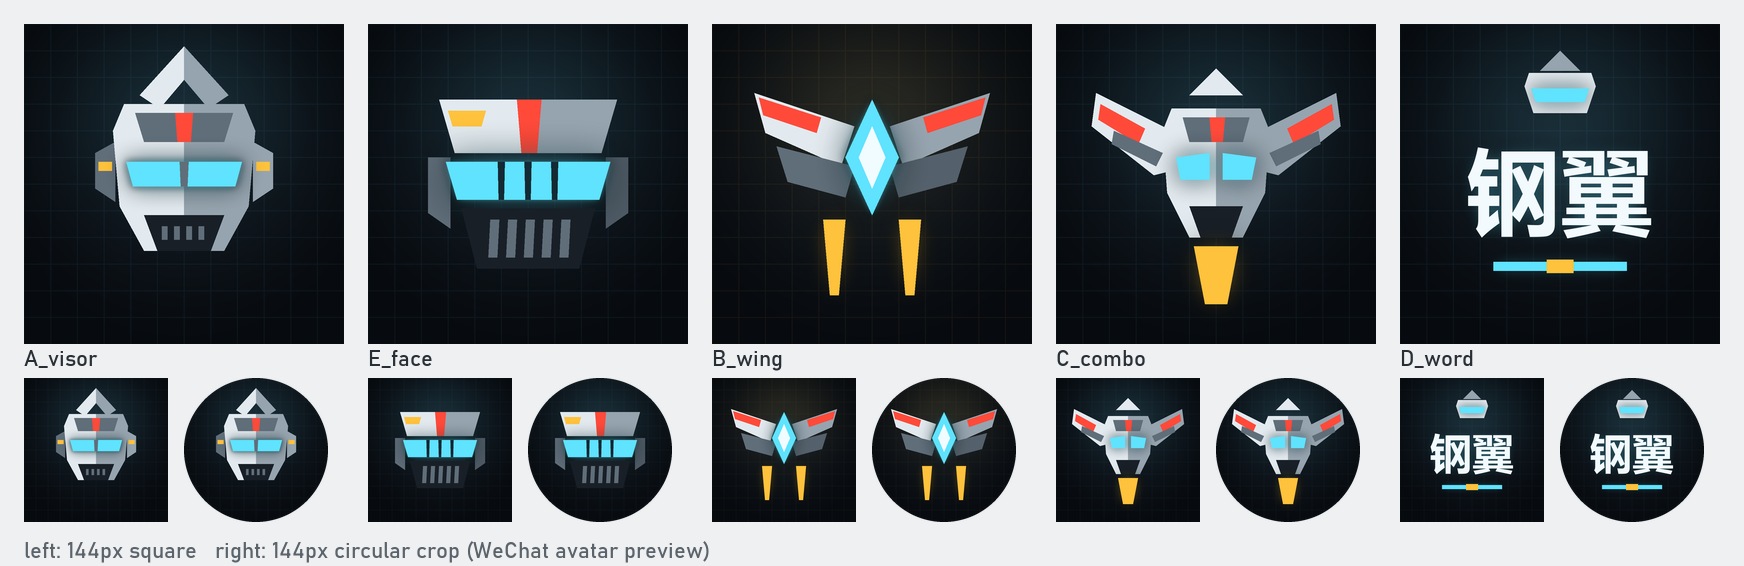 钢翼
A_visor
E_face
B_wing
C_combo
D_word
钢翼
钢翼
left: 144px square right: 144px circular crop (WeChat avatar preview)